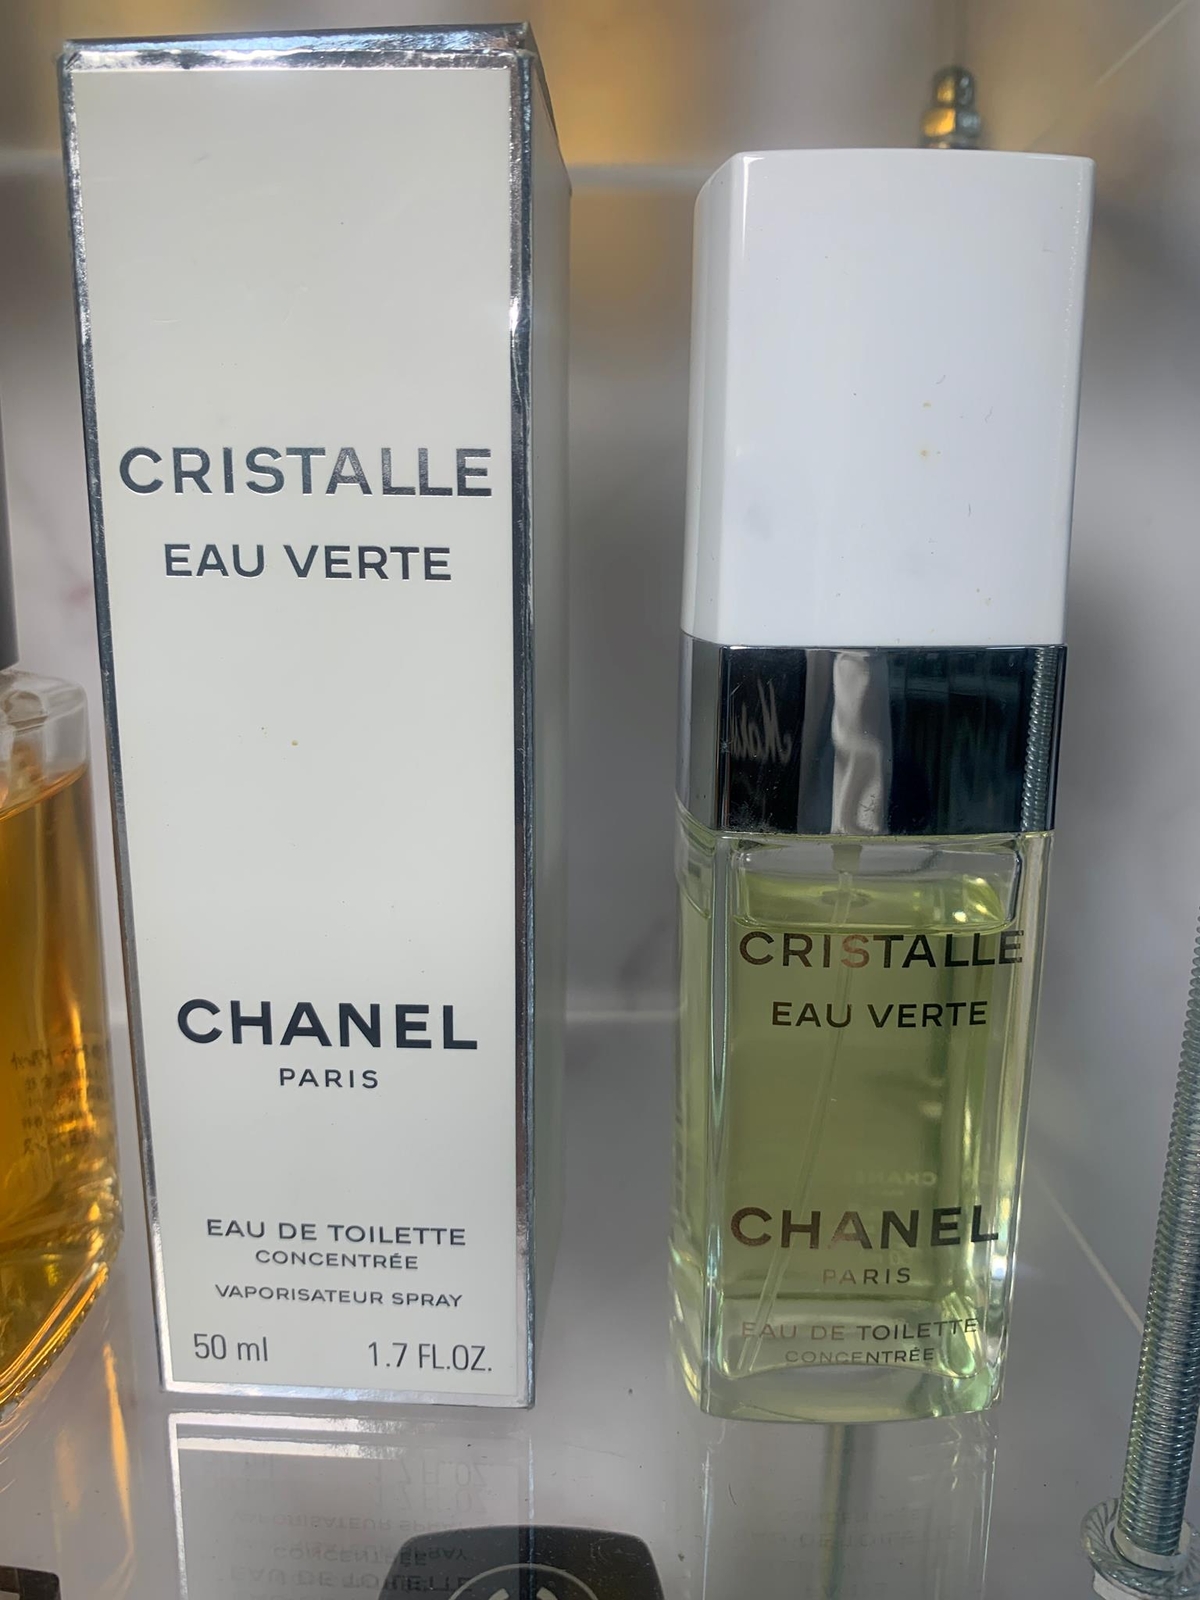 CRISTALLE
EAU VERTE
CHANEL
PARIS
EAU DE TOILETTE
CONCENTRÉE
VAPORISATEUR SPRAY
50 ml 1.7 FL.OZ.
CRISTALLE
EAU VERTE
CHANEL
PARIS
EAU DE TOILETTE
CONCENTRÉE